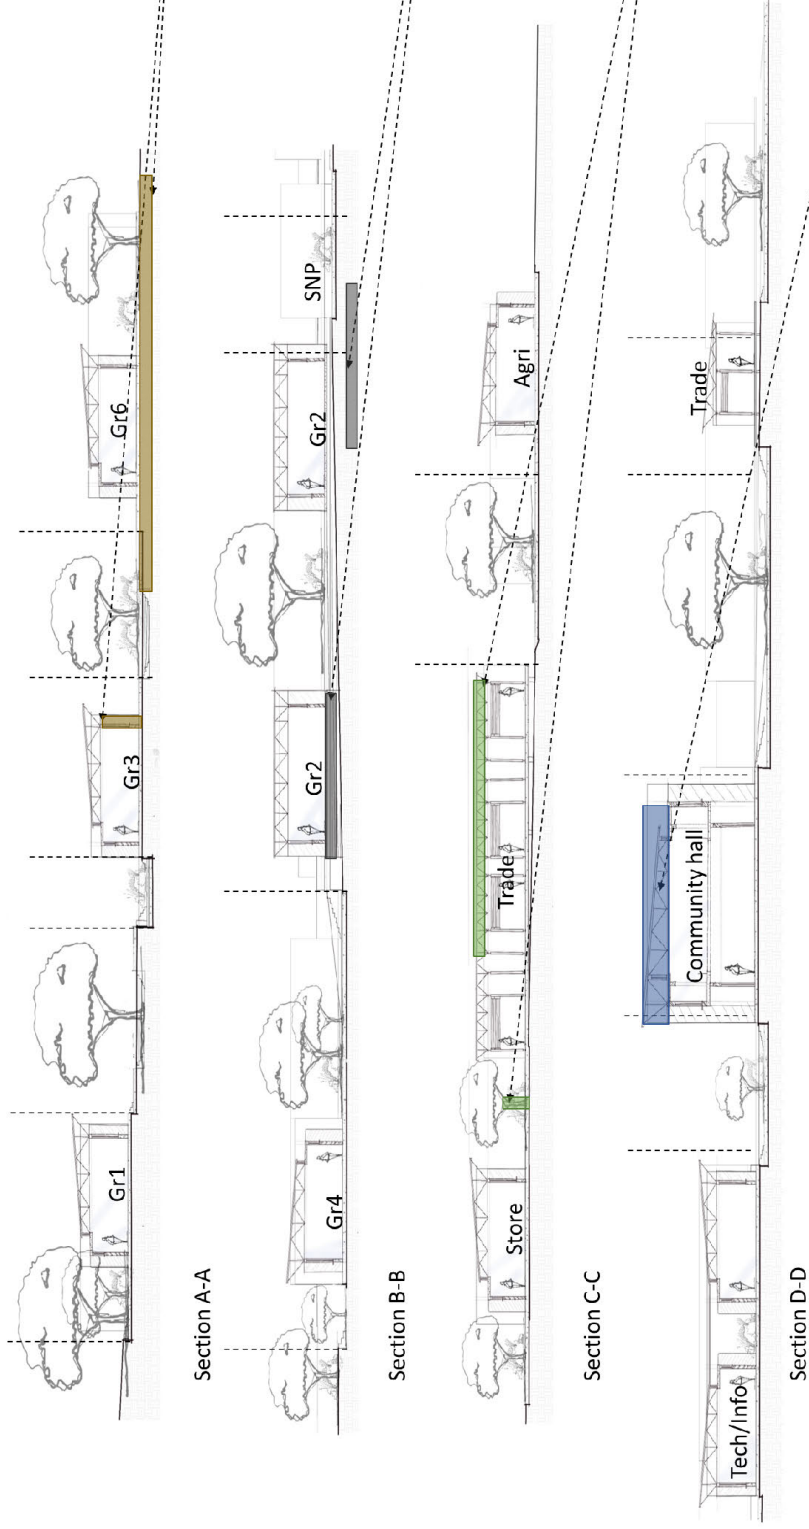 Gr1
Gr3
Gr6
Section A-A
Gr4
Gr2
Gr2
SNP
Section B-B
Store
Trade
Agri
Section C-C
Tech/Info
Community hall
Trade
Section D-D